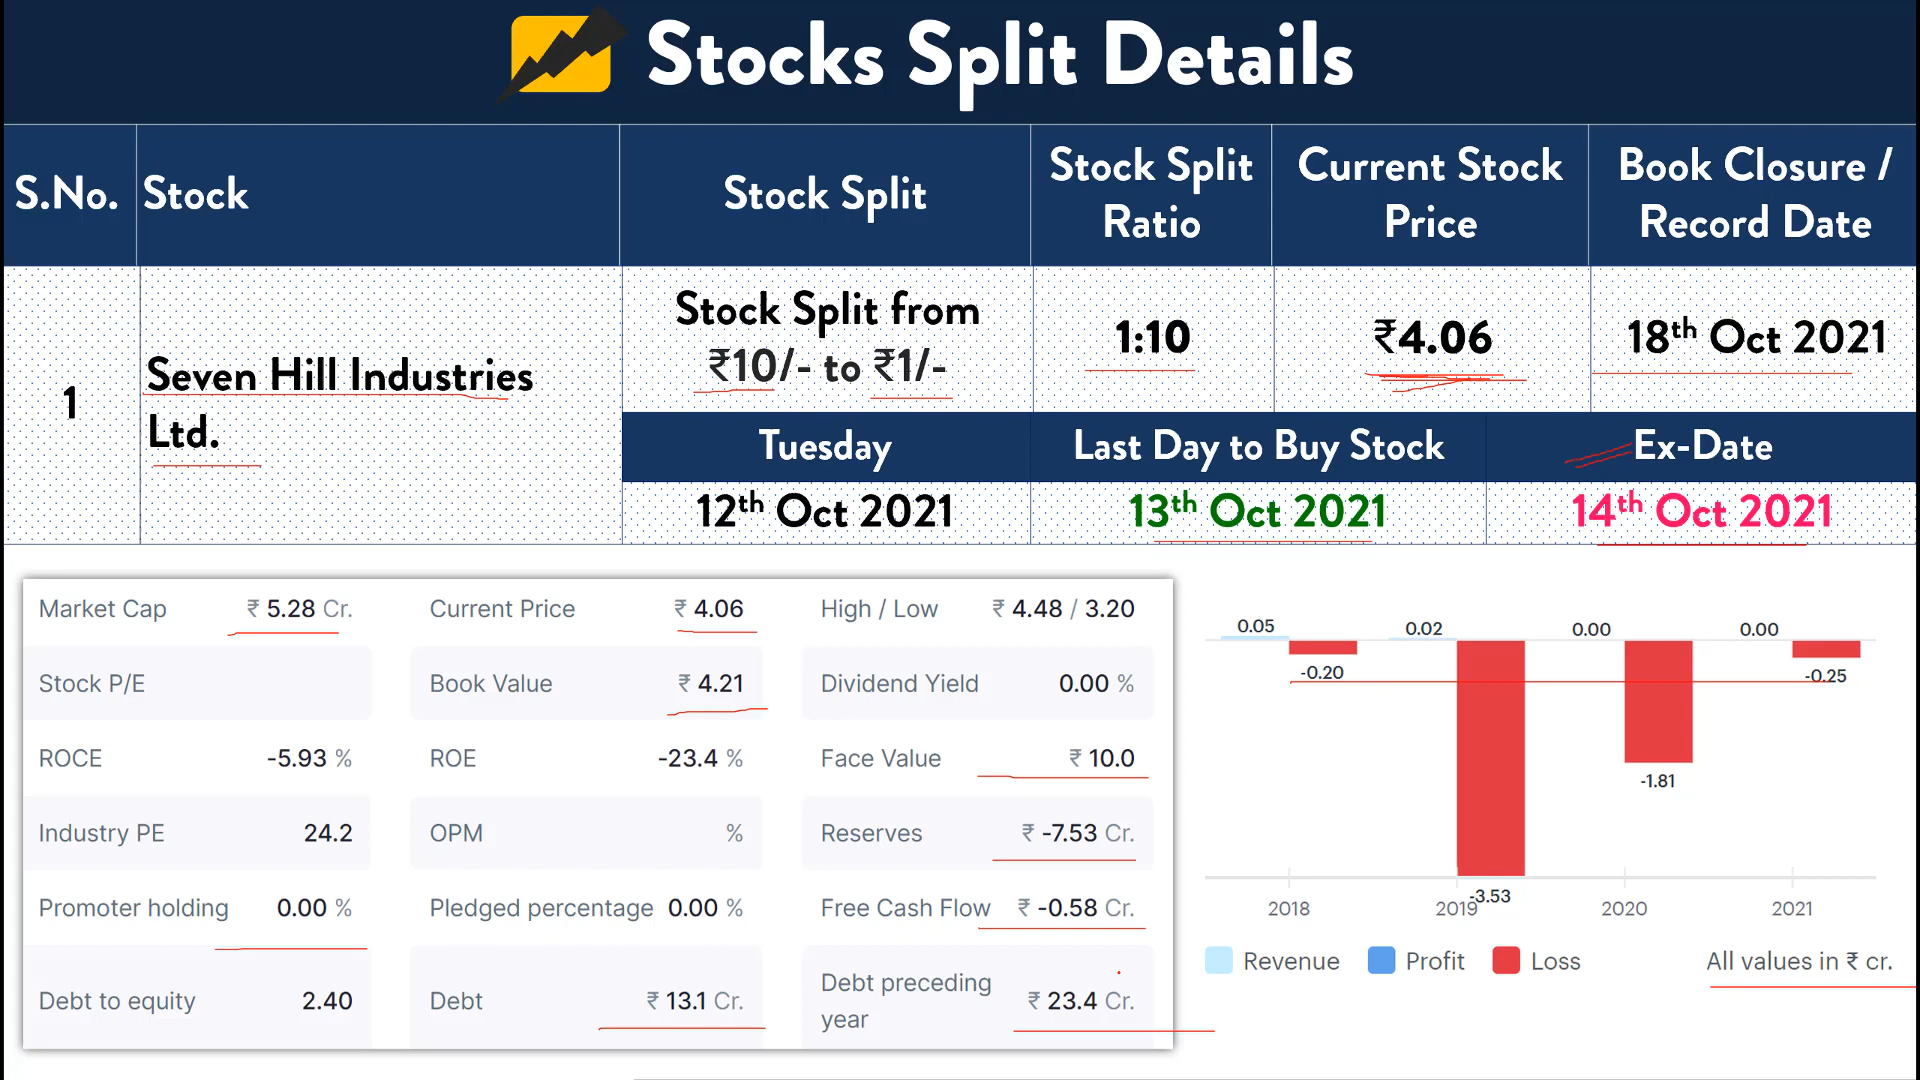 Stocks Split Details
S.No.
Stock
Stock Split
Stock Split
Ratio
Current Stock
Price
Book Closure /
Record Date
1
Seven Hill Industries
Ltd.
Stock Split from
₹10/- to ₹1/-
1:10
₹4.06
18th Oct 2021
Tuesday
Last Day to Buy Stock
Ex-Date
12th Oct 2021
13th Oct 2021
14th Oct 2021
Market Cap ₹ 5.28 Cr.
Current Price ₹ 4.06
High / Low ₹ 4.48 / 3.20
Stock P/E
Book Value ₹ 4.21
Dividend Yield 0.00 %
ROCE -5.93 %
ROE -23.4 %
Face Value ₹ 10.0
Industry PE 24.2
OPM %
Reserves ₹ -7.53 Cr.
Promoter holding 0.00 %
Pledged percentage 0.00 %
Free Cash Flow ₹ -0.58 Cr.
Debt to equity 2.40
Debt ₹ 13.1 Cr.
Debt preceding
year ₹ 23.4 Cr.
0.05
0.02
0.00
0.00
-0.20
-0.25
-1.81
-3.53
2018
2019
2020
2021
Revenue
Profit
Loss
All values in ₹ cr.